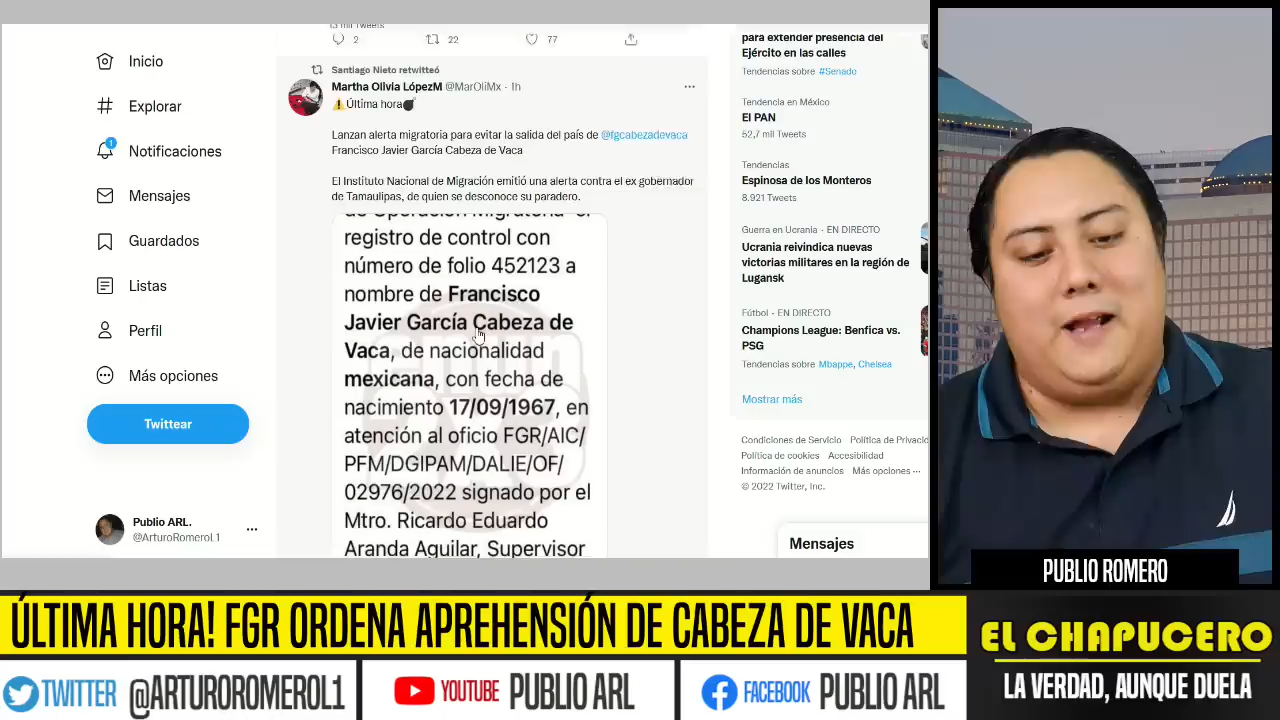 13 mil Tweets
2
22
77
Santiago Nieto retwitteó
Martha Olivia LópezM @MarOliMx · 1h
⚠️Última hora💣
Lanzan alerta migratoria para evitar la salida del país de @fgcabezadevaca
Francisco Javier García Cabeza de Vaca
El Instituto Nacional de Migración emitió una alerta contra el ex gobernador
de Tamaulipas, de quien se desconoce su paradero.
de Operación Migratoria el
registro de control con
número de folio 452123 a
nombre de Francisco
Javier García Cabeza de
Vaca, de nacionalidad
mexicana, con fecha de
nacimiento 17/09/1967, en
atención al oficio FGR/AIC/
PFM/DGIPAM/DALIE/OF/
02976/2022 signado por el
Mtro. Ricardo Eduardo
Aranda Aguilar, Supervisor
Inicio
Explorar
1
Notificaciones
Mensajes
Guardados
Listas
Perfil
Más opciones
Twittear
Publio ARL.
@ArturoRomeroL1
para extender presencia del
Ejército en las calles
Tendencias sobre #Senado
Tendencia en México
El PAN
52,7 mil Tweets
Tendencias
Espinosa de los Monteros
8.921 Tweets
Guerra en Ucrania · EN DIRECTO
Ucrania reivindica nuevas
victorias militares en la región de
Lugansk
Fútbol · EN DIRECTO
Champions League: Benfica vs.
PSG
Tendencias sobre Mbappe, Chelsea
Mostrar más
Condiciones de Servicio Política de Privacid
Política de cookies Accesibilidad
Información de anuncios Más opciones ···
© 2022 Twitter, Inc.
Mensajes
PUBLIO ROMERO
ÚLTIMA HORA! FGR ORDENA APREHENSIÓN DE CABEZA DE VACA
EL CHAPUCERO
LA VERDAD, AUNQUE DUELA
TWITTER @ARTUROROMEROL1
YOUTUBE PUBLIO ARL
FACEBOOK PUBLIO ARL